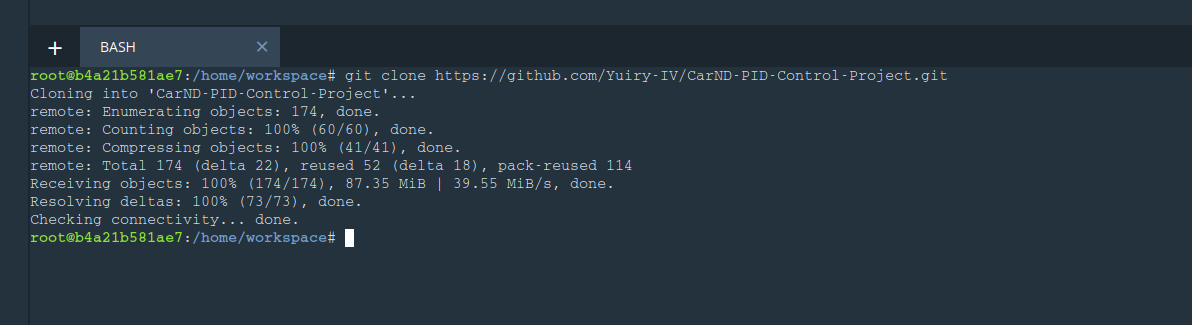 + BASH ×
root@b4a21b581ae7:/home/workspace# git clone https://github.com/Yuiry-IV/CarND-PID-Control-Project.git
Cloning into 'CarND-PID-Control-Project'...
remote: Enumerating objects: 174, done.
remote: Counting objects: 100% (60/60), done.
remote: Compressing objects: 100% (41/41), done.
remote: Total 174 (delta 22), reused 52 (delta 18), pack-reused 114
Receiving objects: 100% (174/174), 87.35 MiB | 39.55 MiB/s, done.
Resolving deltas: 100% (73/73), done.
Checking connectivity... done.
root@b4a21b581ae7:/home/workspace#